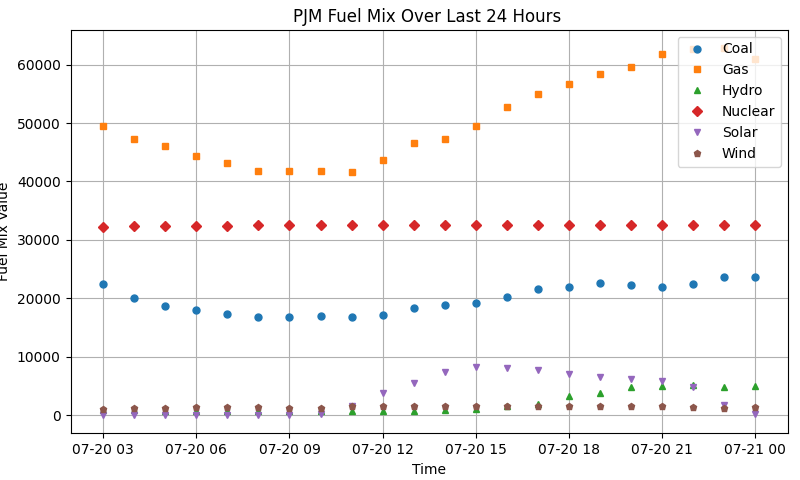 PJM Fuel Mix Over Last 24 Hours
Coal
Gas
Hydro
Nuclear
Solar
Wind
60000
50000
40000
30000
20000
10000
0
Fuel Mix Value
07-20 03 07-20 06 07-20 09 07-20 12 07-20 15 07-20 18 07-20 21 07-21 00
Time